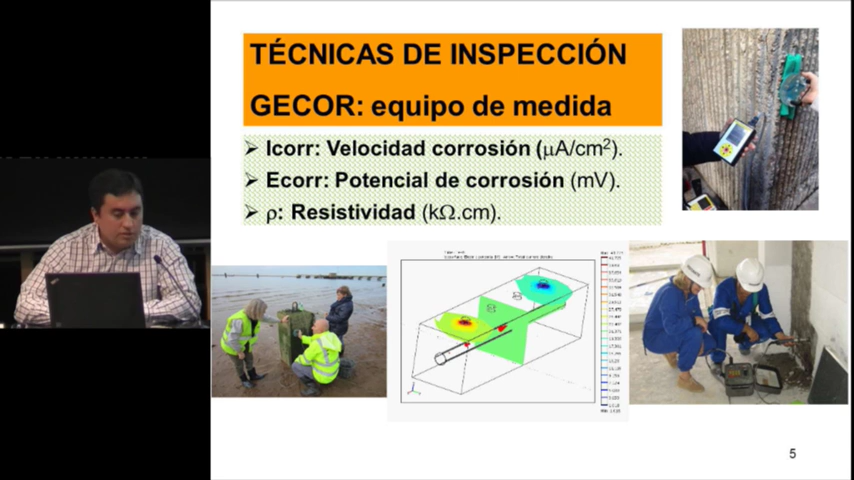 TÉCNICAS DE INSPECCIÓN
GECOR: equipo de medida
➢ Icorr: Velocidad corrosión (μA/cm²).
➢ Ecorr: Potencial de corrosión (mV).
➢ ρ: Resistividad (kΩ.cm).
5